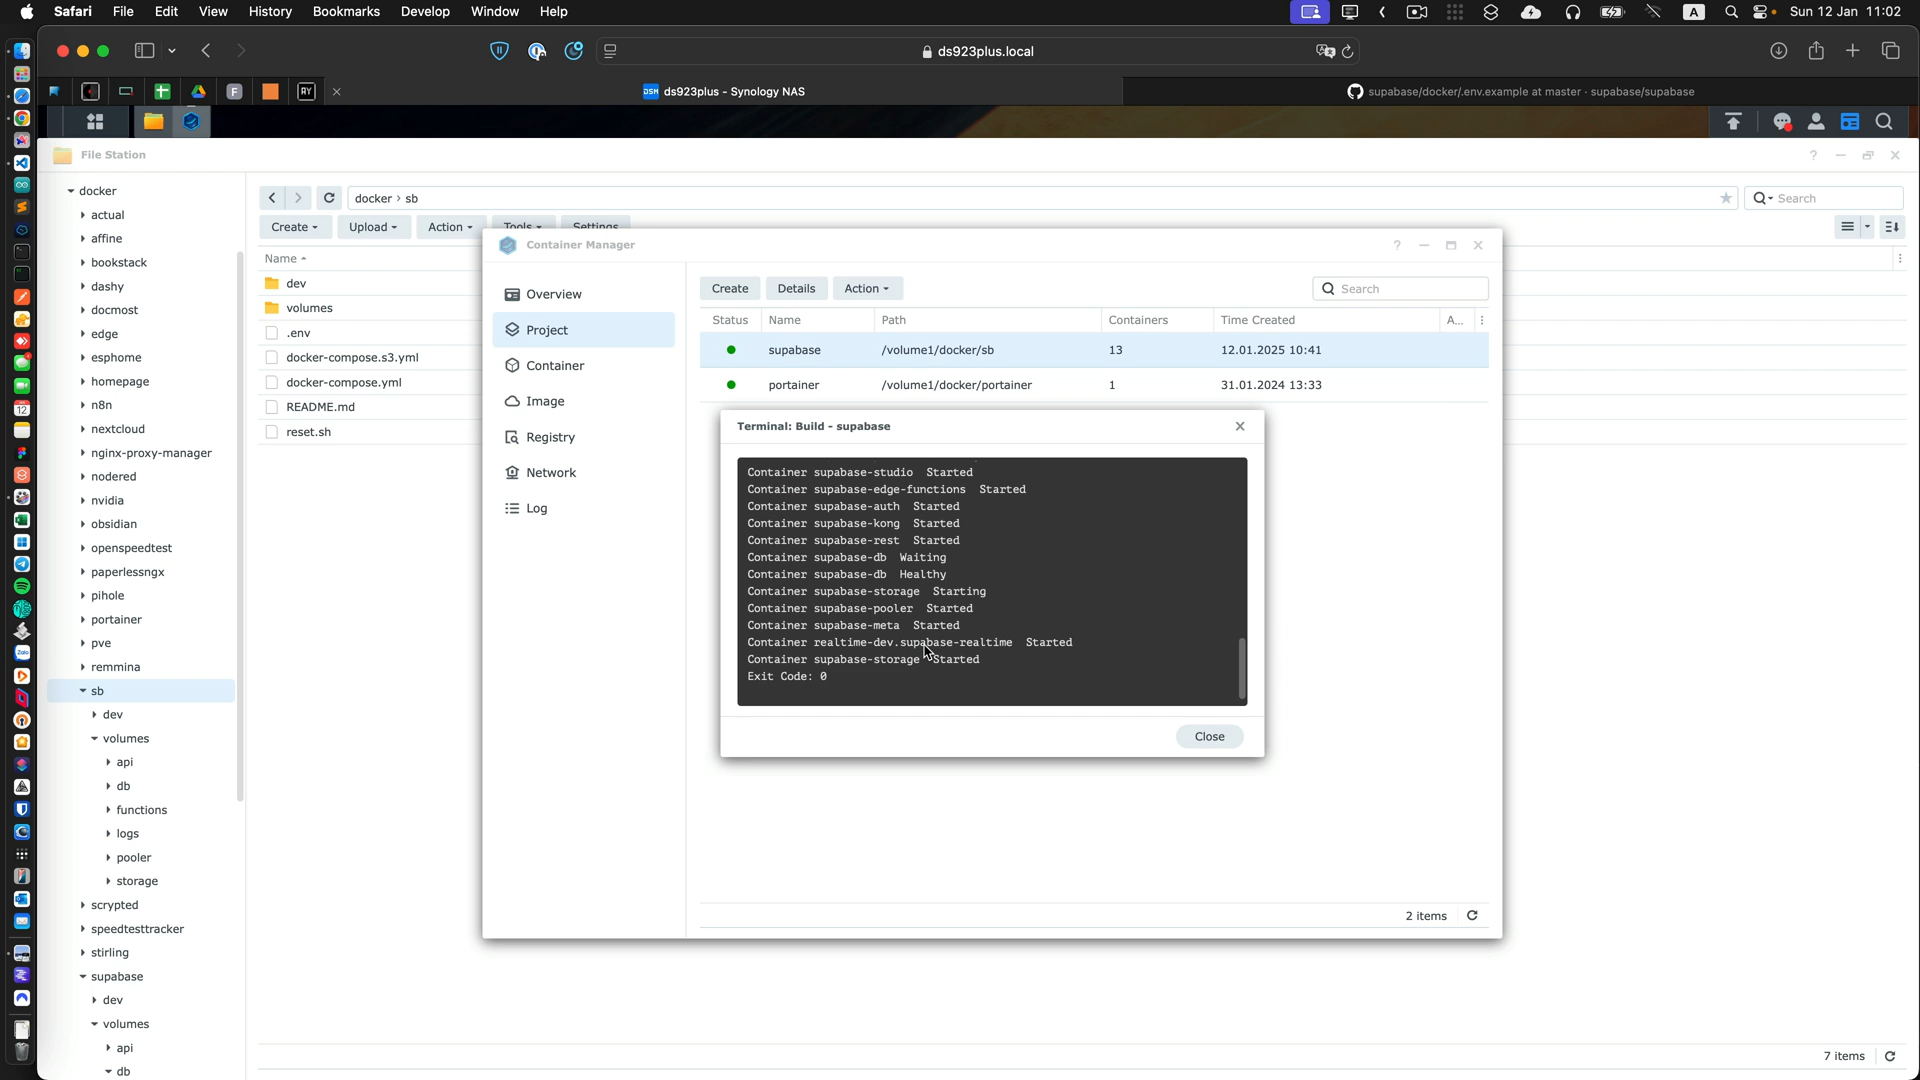 Safari File Edit View History Bookmarks Develop Window Help
A Sun 12 Jan 11:02
ds923plus.local
F AY DSM ds923plus - Synology NAS
supabase/docker/.env.example at master · supabase/supabase
File Station
docker
actual
affine
bookstack
dashy
docmost
edge
esphome
homepage
n8n
nextcloud
nginx-proxy-manager
nodered
nvidia
obsidian
openspeedtest
paperlessngx
pihole
portainer
pve
remmina
sb
dev
volumes
api
db
functions
logs
pooler
storage
scrypted
speedtesttracker
stirling
supabase
dev
volumes
api
db
docker > sb
Search
Create Upload Action Tools Settings
Name
dev
volumes
.env
docker-compose.s3.yml
docker-compose.yml
README.md
reset.sh
Container Manager
Overview
Project
Container
Image
Registry
Network
Log
Create Details Action
Search
Status Name Path Containers Time Created A...
supabase /volume1/docker/sb 13 12.01.2025 10:41
portainer /volume1/docker/portainer 1 31.01.2024 13:33
Terminal: Build - supabase
Container supabase-studio Started
Container supabase-edge-functions Started
Container supabase-auth Started
Container supabase-kong Started
Container supabase-rest Started
Container supabase-db Waiting
Container supabase-db Healthy
Container supabase-storage Starting
Container supabase-pooler Started
Container supabase-meta Started
Container realtime-dev.supabase-realtime Started
Container supabase-storage Started
Exit Code: 0
Close
2 items
7 items